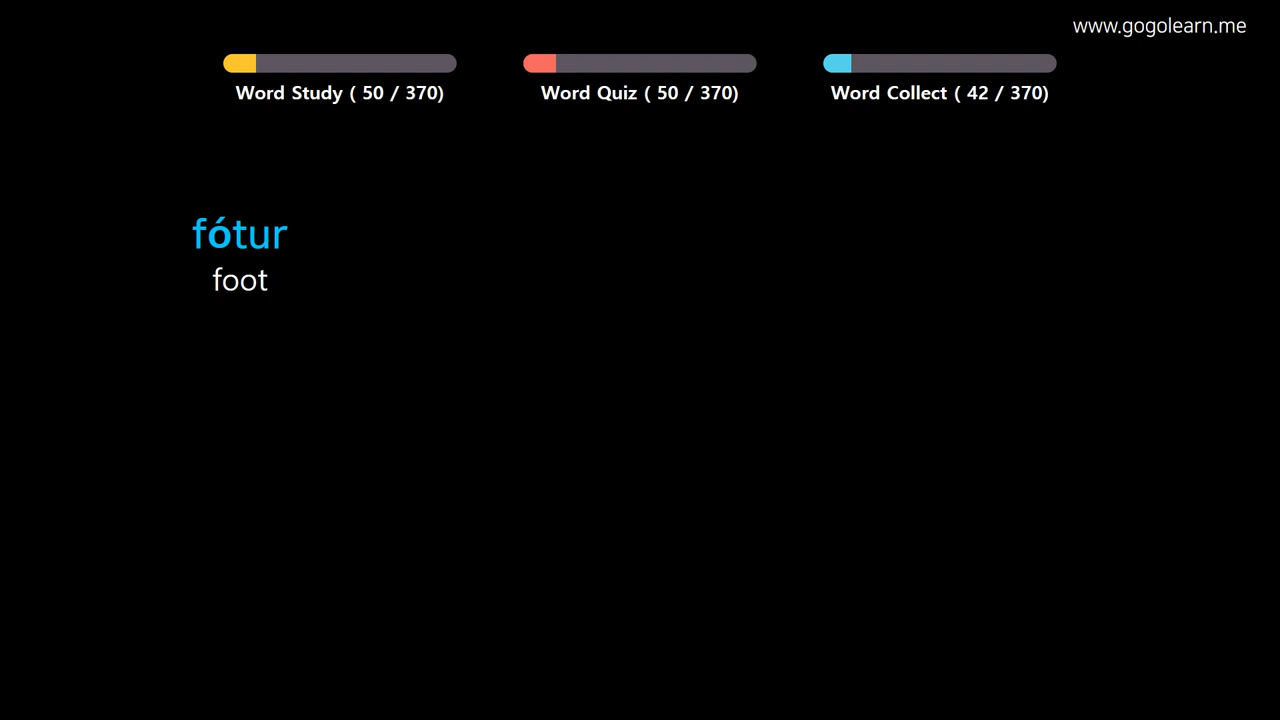 www.gogolearn.me
Word Study ( 50 / 370)
Word Quiz ( 50 / 370)
Word Collect ( 42 / 370)
fótur
foot